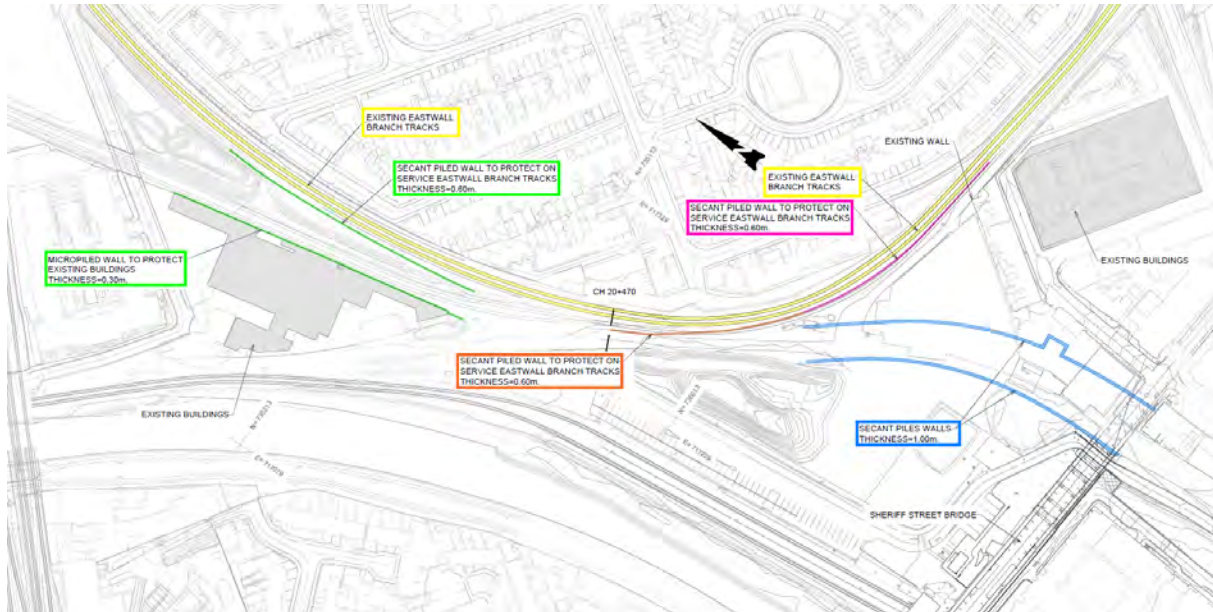 EXISTING EASTWALL
BRANCH TRACKS
SECANT PILED WALL TO PROTECT ON
SERVICE EASTWALL BRANCH TRACKS
THICKNESS=0.60m.
EXISTING WALL
EXISTING EASTWALL
BRANCH TRACKS
SECANT PILED WALL TO PROTECT ON
SERVICE EASTWALL BRANCH TRACKS
THICKNESS=0.60m.
MICROPILED WALL TO PROTECT
EXISTING BUILDINGS
THICKNESS=0.30m.
EXISTING BUILDINGS
CH 20+470
SECANT PILED WALL TO PROTECT ON
SERVICE EASTWALL BRANCH TRACKS
THICKNESS=0.60m.
EXISTING BUILDINGS
SECANT PILES WALLS
THICKNESS=1.00m.
SHERIFF STREET BRIDGE